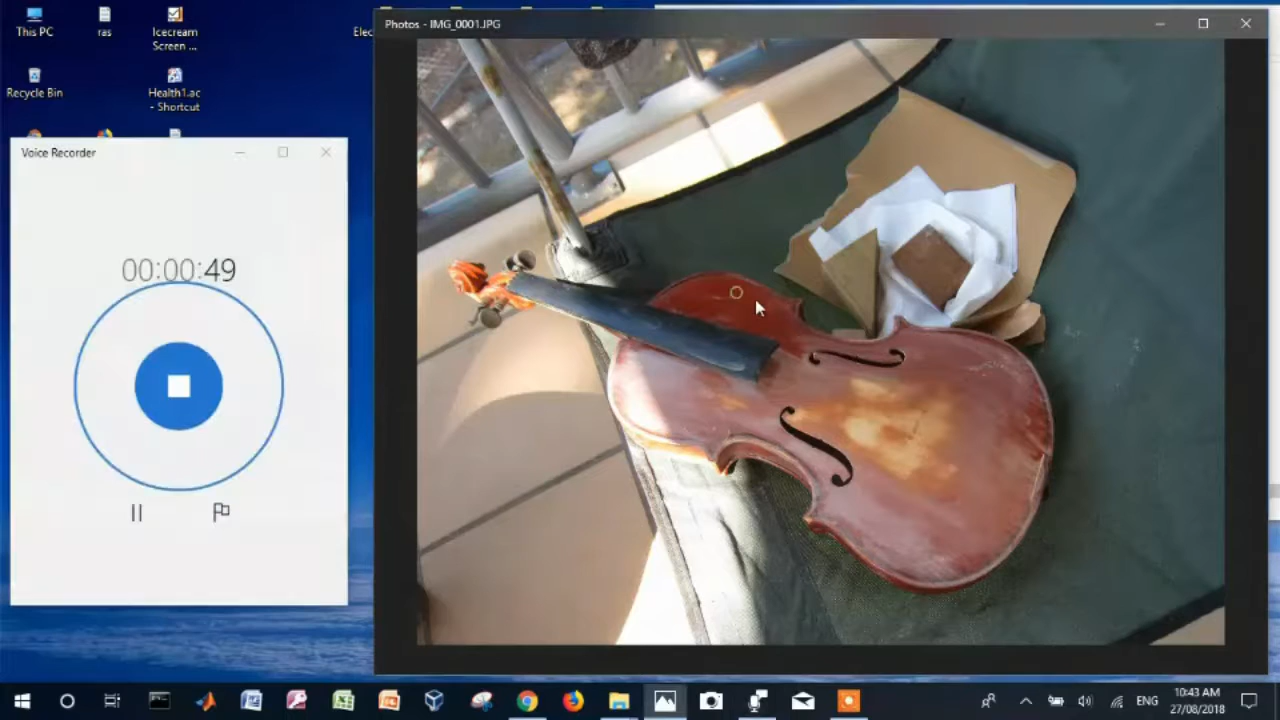 This PC
ras
Icecream
Screen ...
Elec
Recycle Bin
Health1.ac
- Shortcut
Voice Recorder
00:00:49
Photos - IMG_0001.JPG
ENG
10:43 AM
27/08/2018